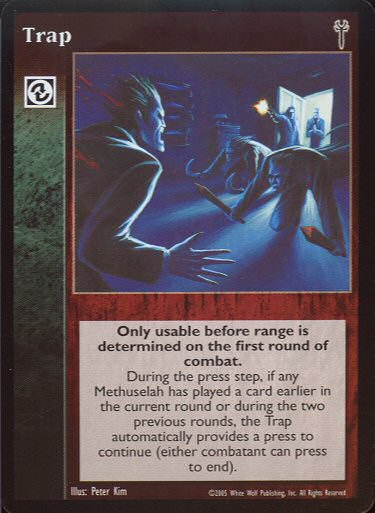 Trap
Only usable before range is
determined on the first round of
combat.
During the press step, if any
Methuselah has played a card earlier in
the current round or during the two
previous rounds, the Trap
automatically provides a press to
continue (either combatant can press
to end).
Illus: Peter Kim ©2005 White Wolf Publishing, Inc. All Rights Reserved